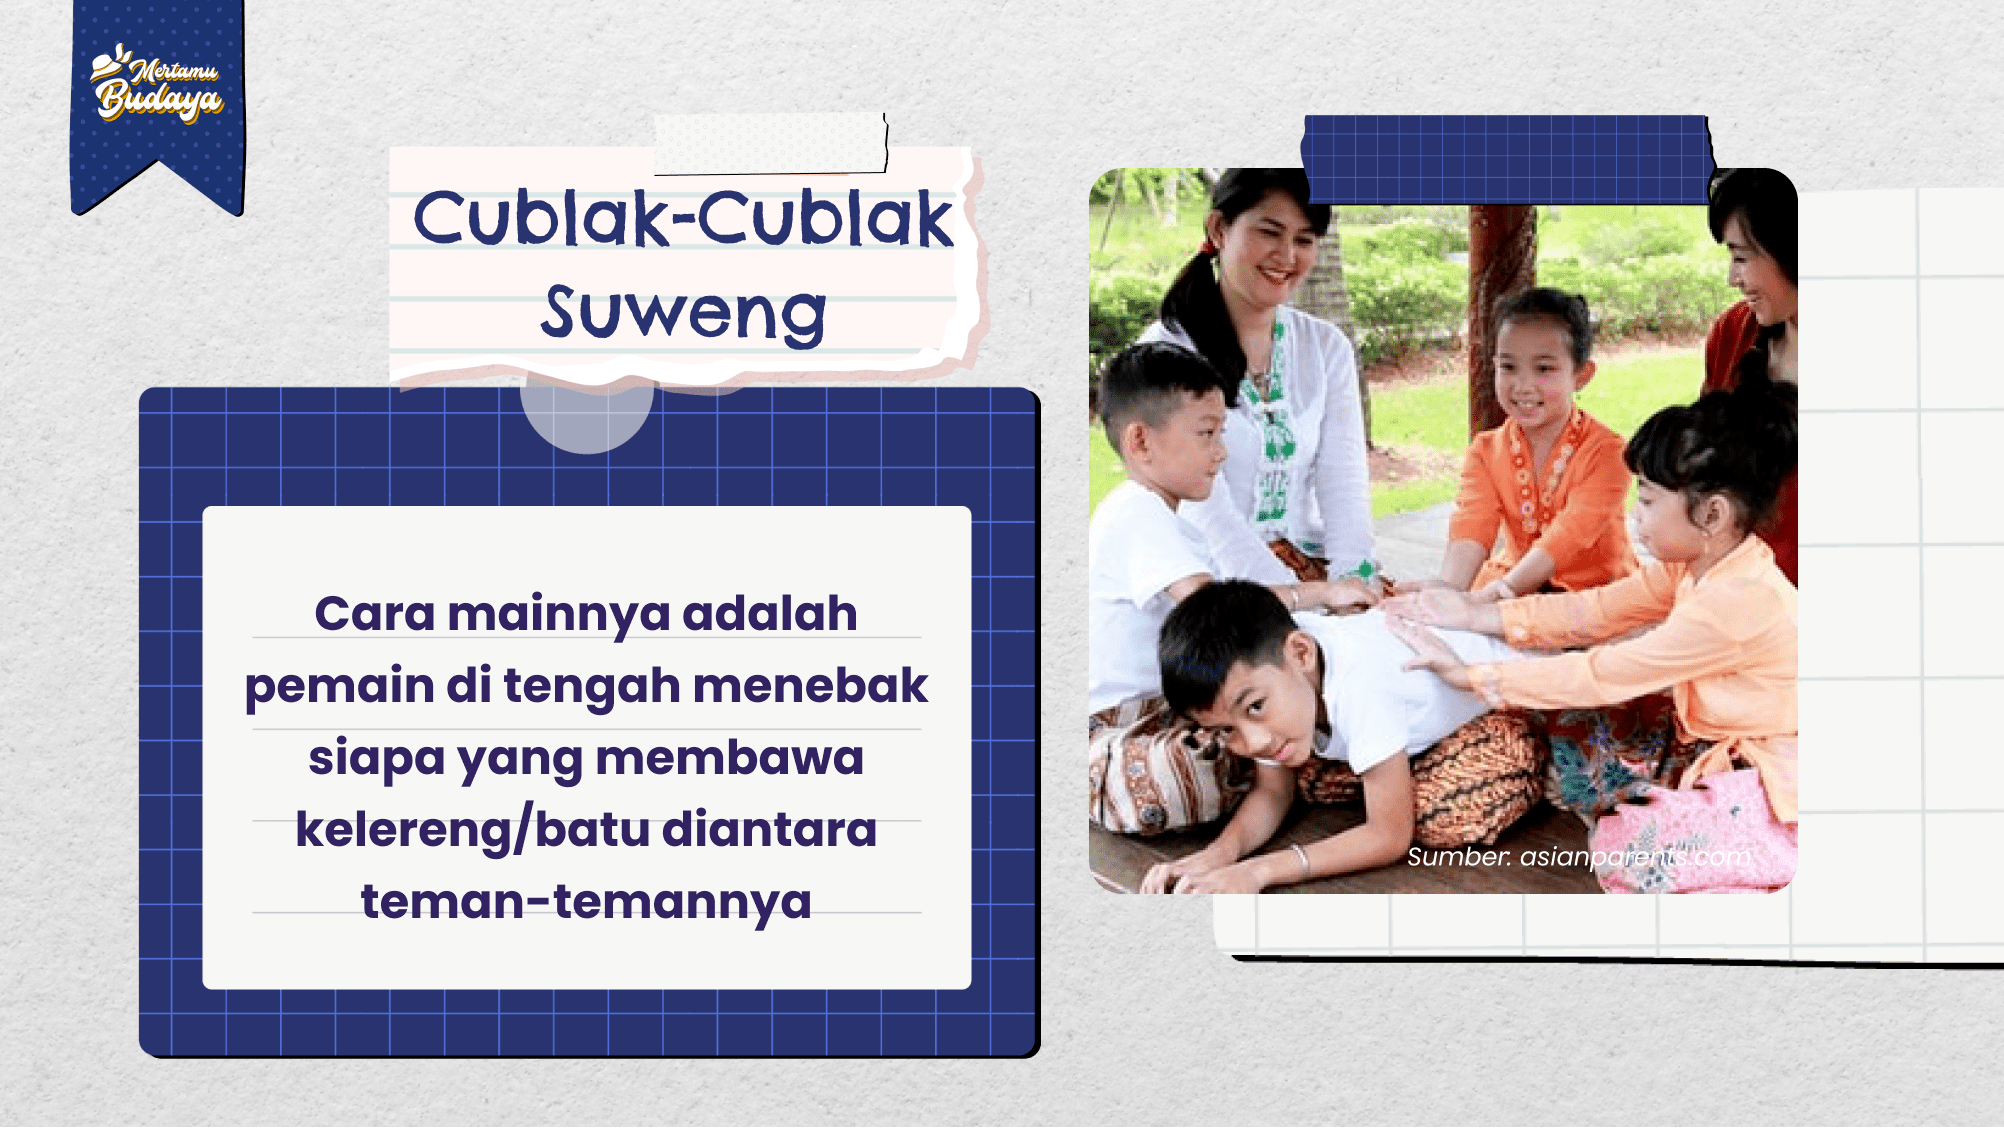 Mertamu
Budaya
Cublak-Cublak
Suweng
Cara mainnya adalah
pemain di tengah menebak
siapa yang membawa
kelereng/batu diantara
teman-temannya
Sumber: asianparents.com